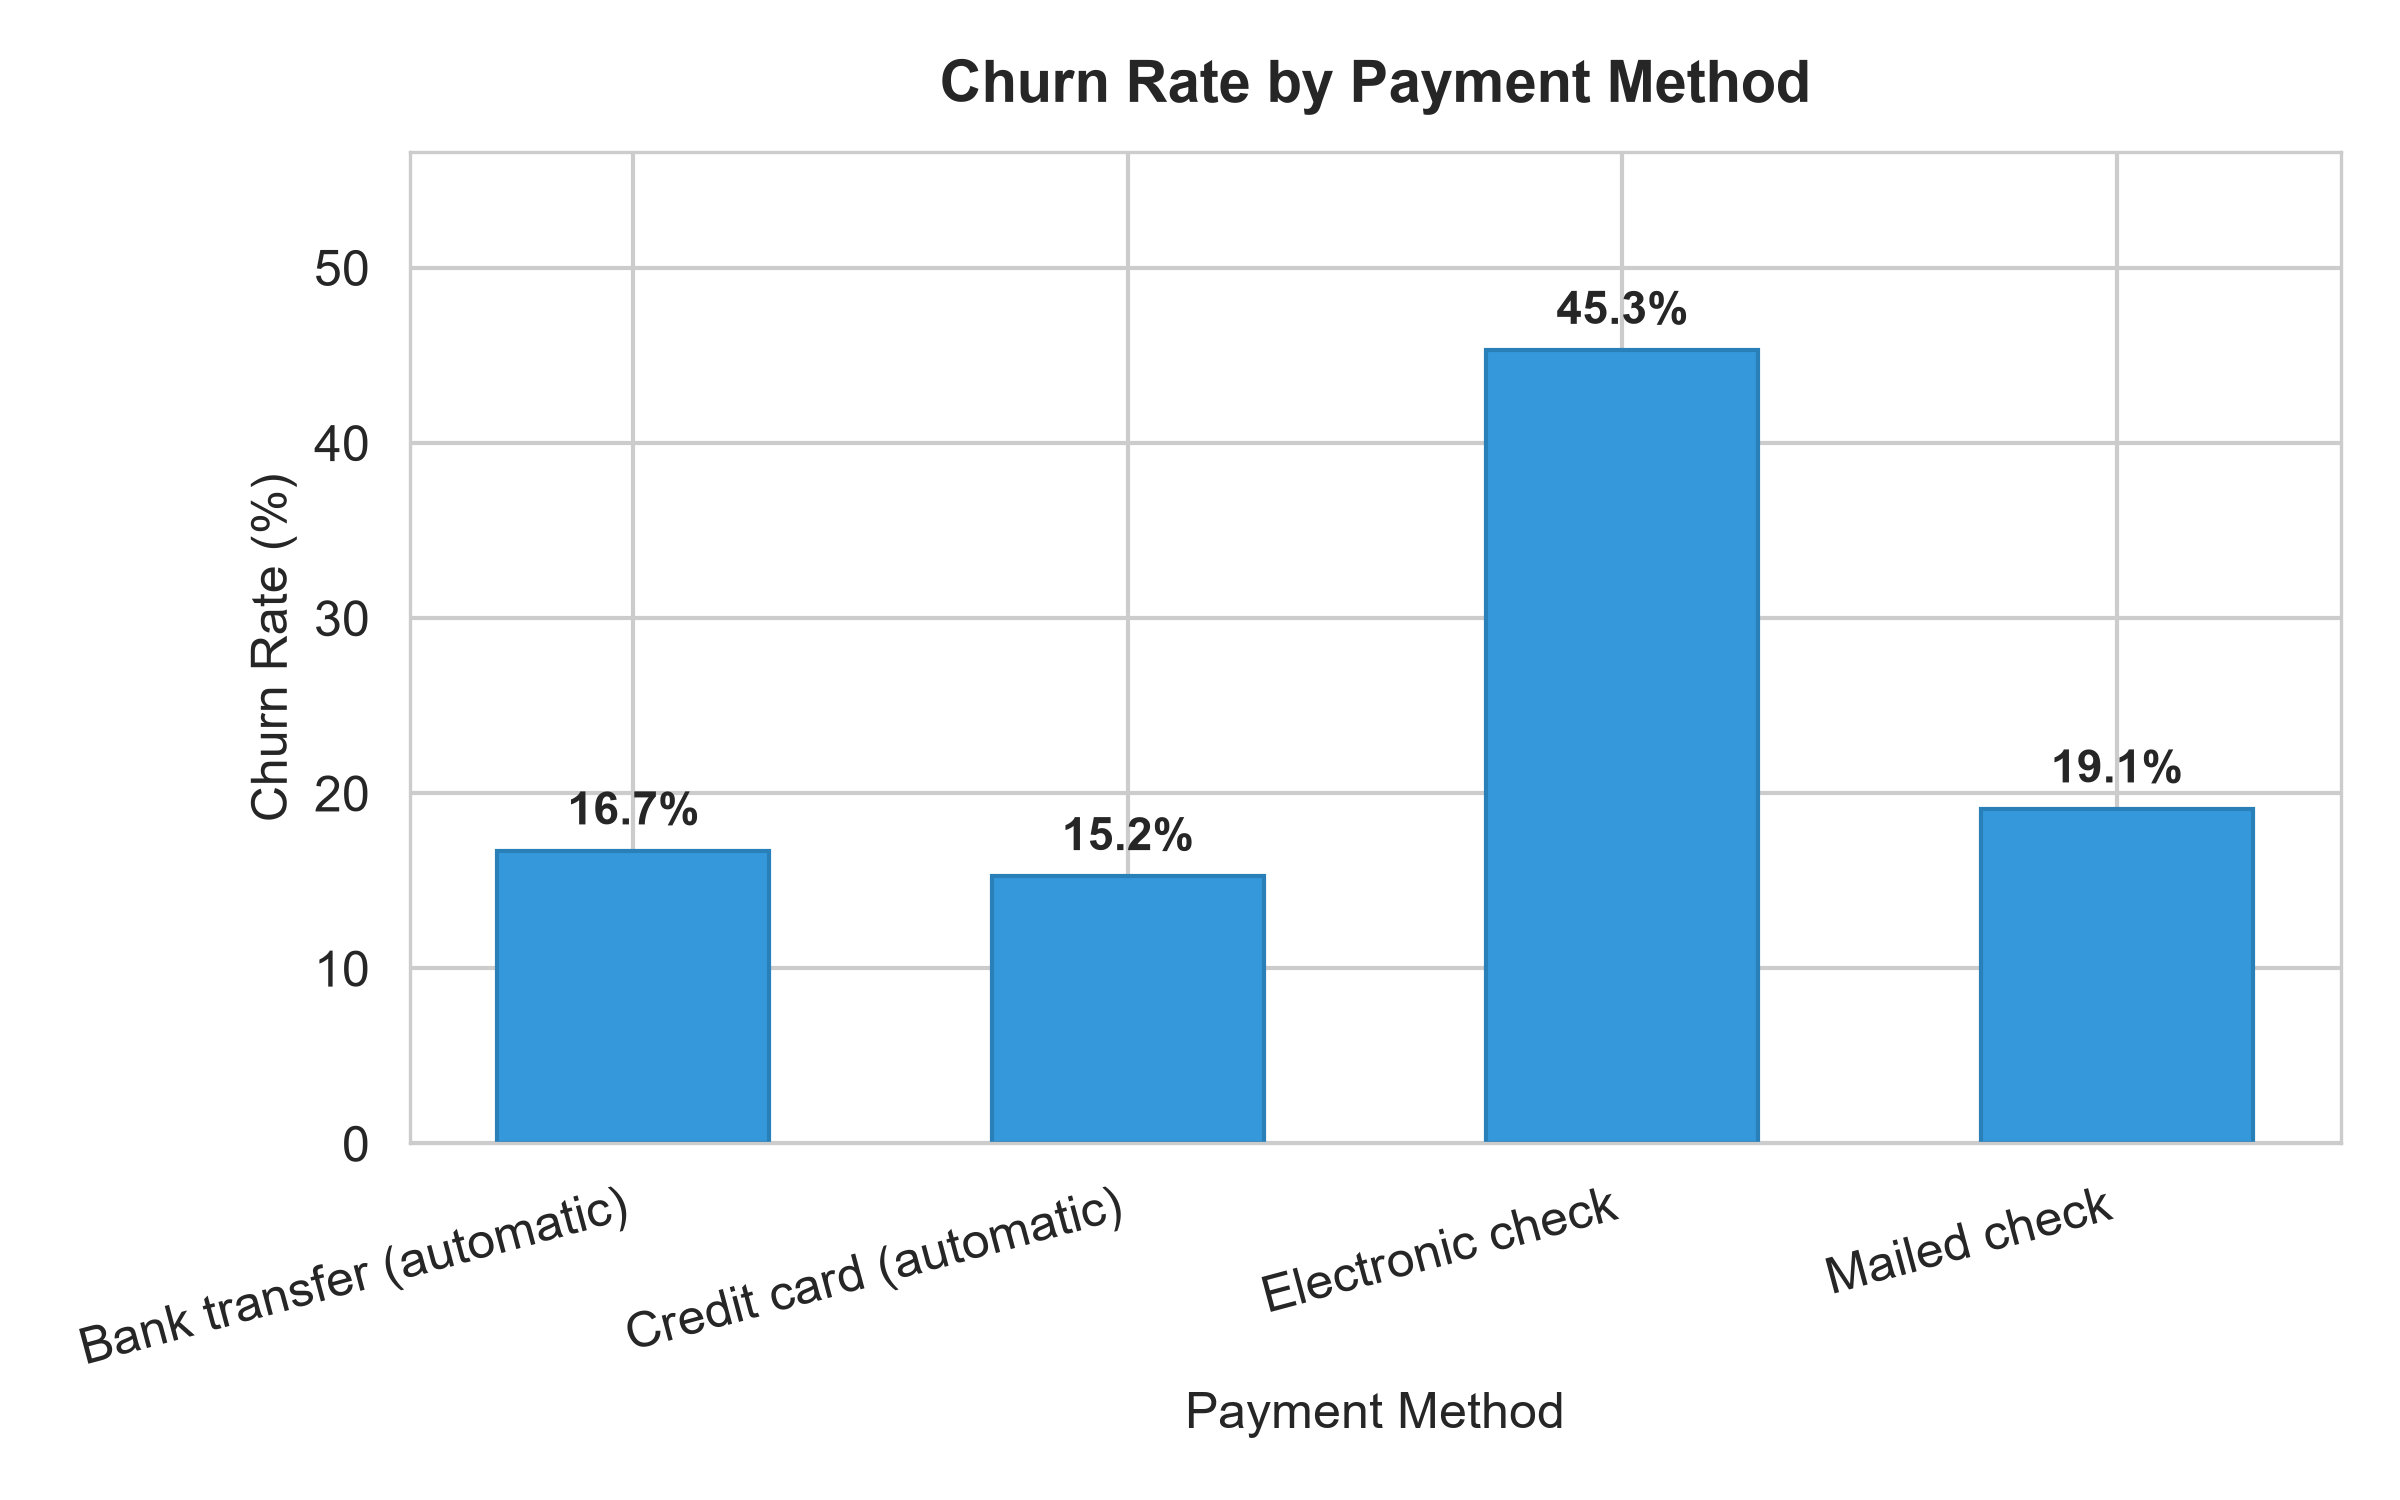 Churn Rate by Payment Method
Churn Rate (%)
50
40
30
20
10
0
16.7%
15.2%
45.3%
19.1%
Bank transfer (automatic)
Credit card (automatic)
Electronic check
Mailed check
Payment Method